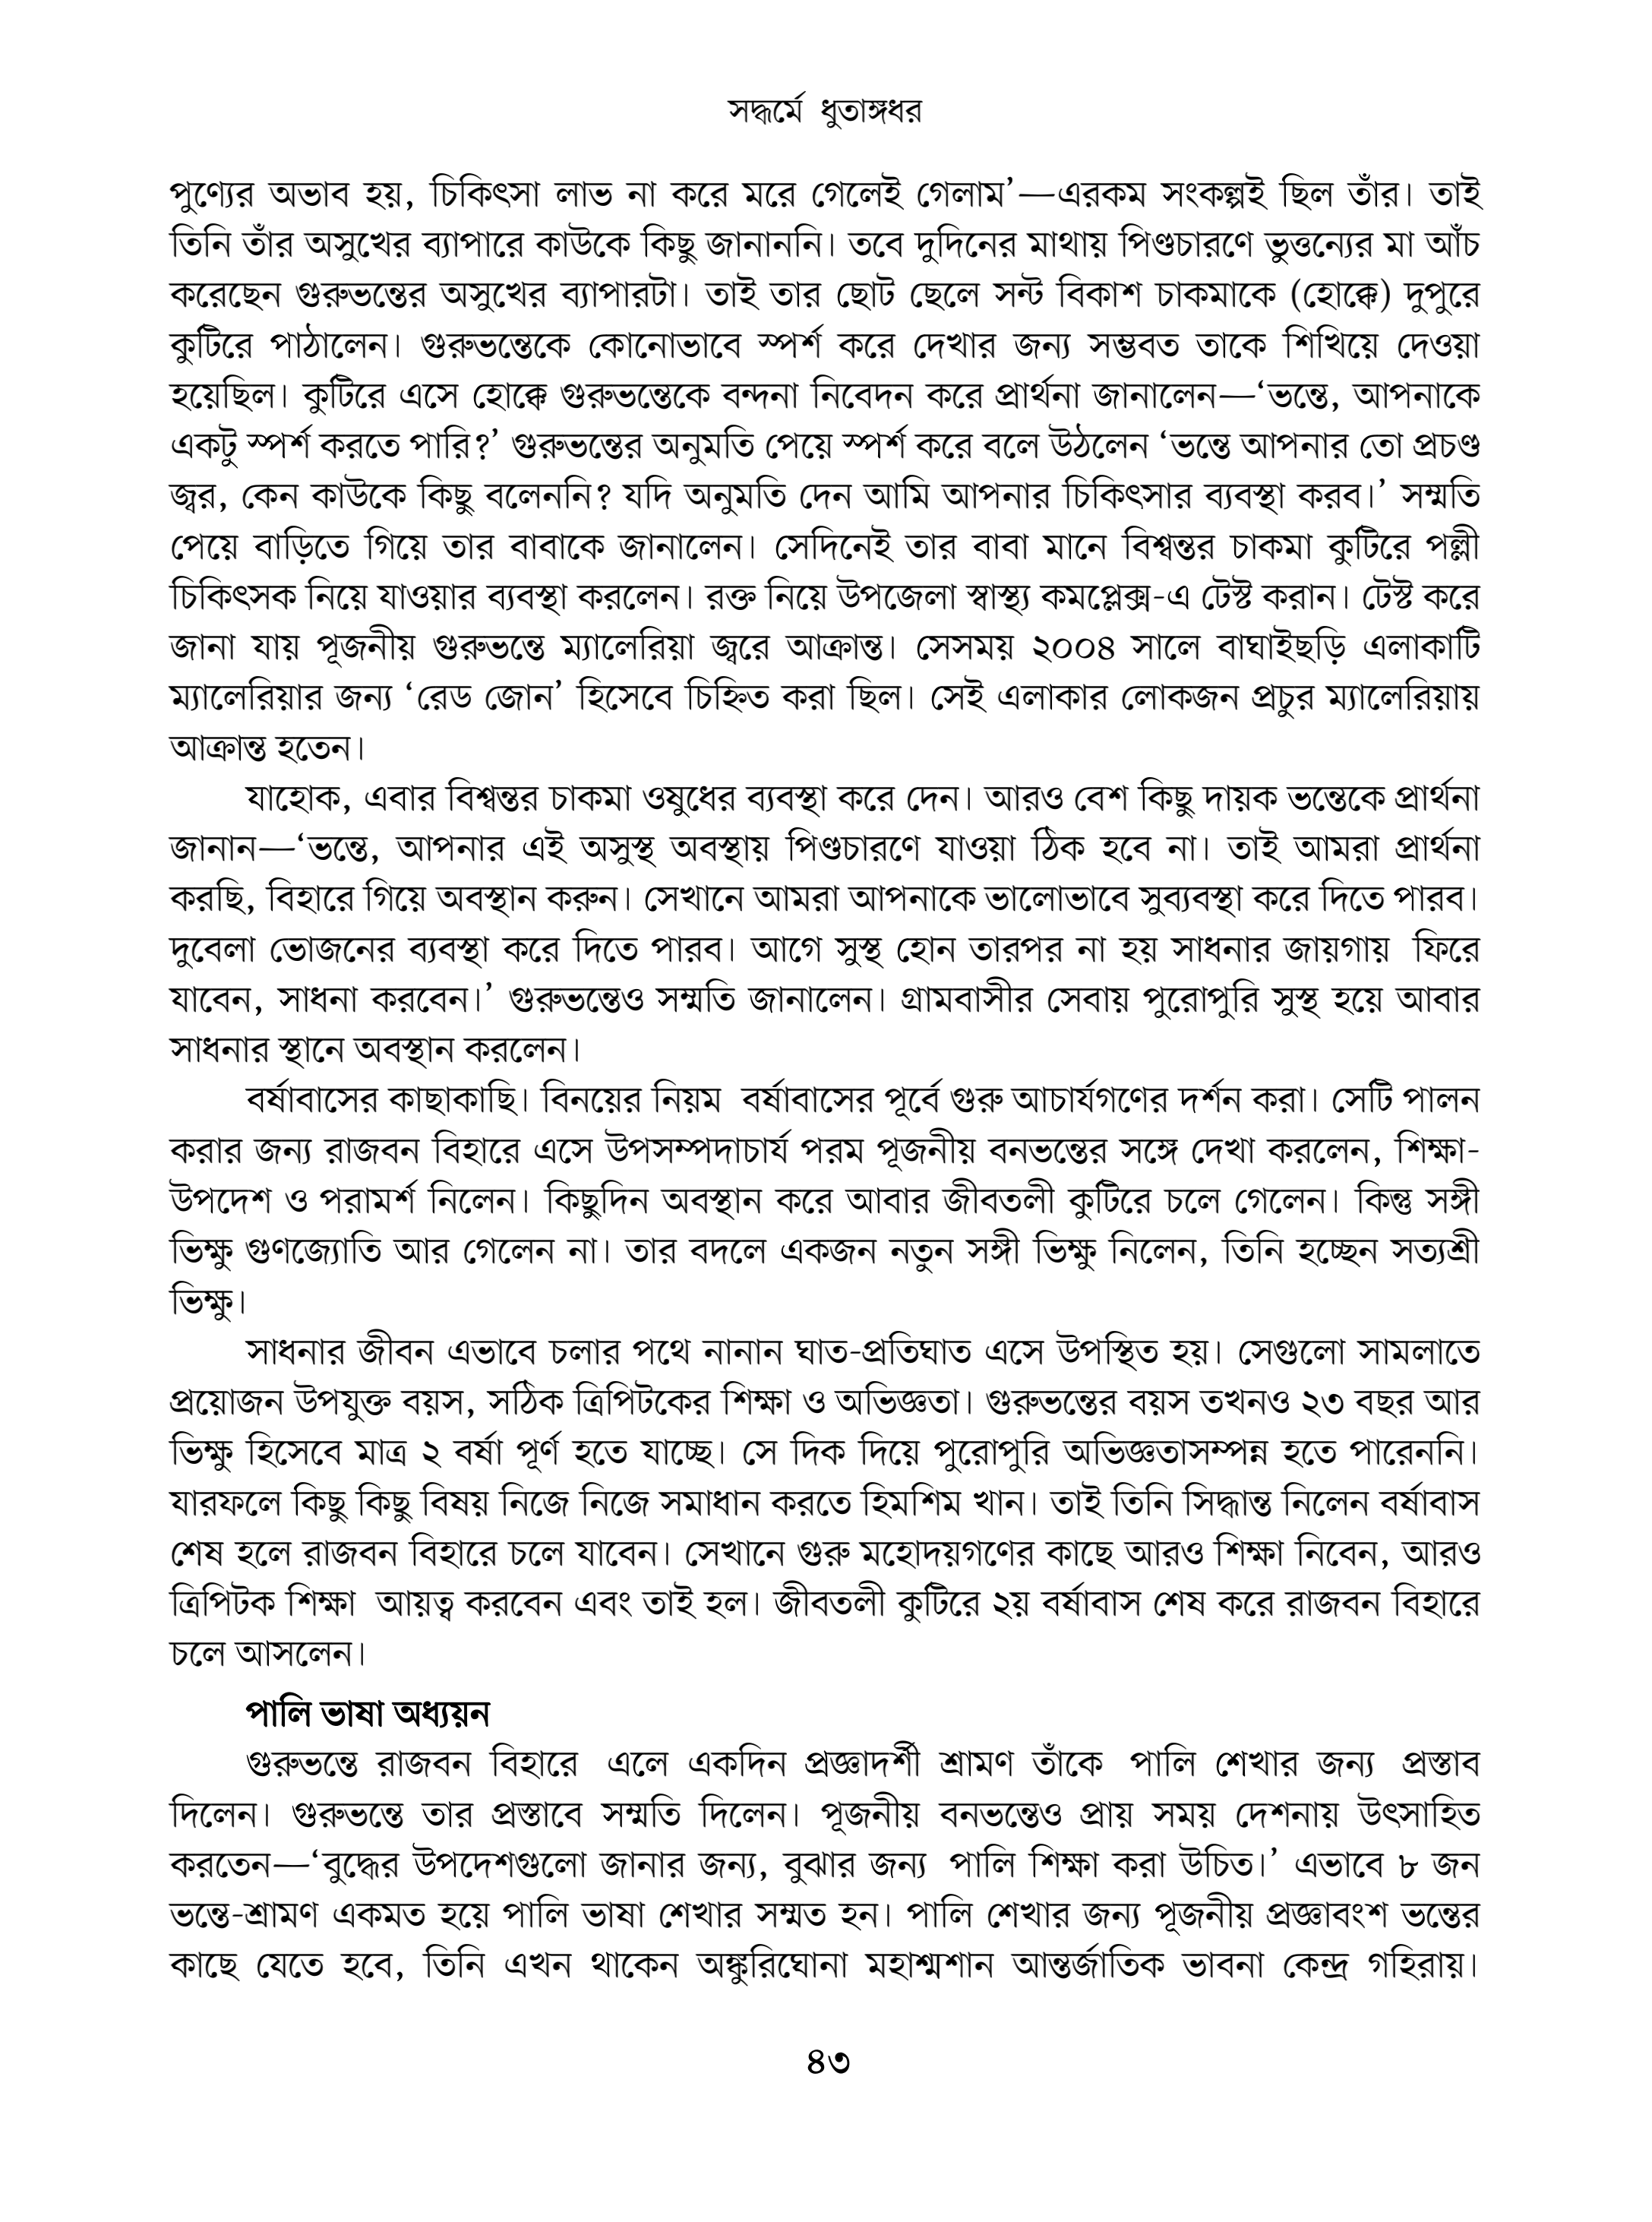 সদ্ধর্মে ধুতাঙ্গধর
পুণ্যের অভাব হয়, চিকিৎসা লাভ না করে মরে গেলেই গেলাম’—এরকম সংকল্পই ছিল তাঁর। তাই
তিনি তাঁর অসুখের ব্যাপারে কাউকে কিছু জানাননি। তবে দুদিনের মাথায় পিণ্ডচারণে ভুত্তন্যের মা আঁচ
করেছেন গুরুভন্তের অসুখের ব্যাপারটা। তাই তার ছোট ছেলে সন্ট বিকাশ চাকমাকে (হোক্কে) দুপুরে
কুটিরে পাঠালেন। গুরুভন্তেকে কোনোভাবে স্পর্শ করে দেখার জন্য সম্ভবত তাকে শিখিয়ে দেওয়া
হয়েছিল। কুটিরে এসে হোক্কে গুরুভন্তেকে বন্দনা নিবেদন করে প্রার্থনা জানালেন—‘ভন্তে, আপনাকে
একটু স্পর্শ করতে পারি?’ গুরুভন্তের অনুমতি পেয়ে স্পর্শ করে বলে উঠলেন ‘ভন্তে আপনার তো প্রচণ্ড
জ্বর, কেন কাউকে কিছু বলেননি? যদি অনুমতি দেন আমি আপনার চিকিৎসার ব্যবস্থা করব।’ সম্মতি
পেয়ে বাড়িতে গিয়ে তার বাবাকে জানালেন। সেদিনেই তার বাবা মানে বিশ্বন্তর চাকমা কুটিরে পল্লী
চিকিৎসক নিয়ে যাওয়ার ব্যবস্থা করলেন। রক্ত নিয়ে উপজেলা স্বাস্থ্য কমপ্লেক্স-এ টেস্ট করান। টেস্ট করে
জানা যায় পূজনীয় গুরুভন্তে ম্যালেরিয়া জ্বরে আক্রান্ত। সেসময় ২০০৪ সালে বাঘাইছড়ি এলাকাটি
ম্যালেরিয়ার জন্য ‘রেড জোন’ হিসেবে চিহ্নিত করা ছিল। সেই এলাকার লোকজন প্রচুর ম্যালেরিয়ায়
আক্রান্ত হতেন।
যাহোক, এবার বিশ্বন্তর চাকমা ওষুধের ব্যবস্থা করে দেন। আরও বেশ কিছু দায়ক ভন্তেকে প্রার্থনা
জানান—‘ভন্তে, আপনার এই অসুস্থ অবস্থায় পিণ্ডচারণে যাওয়া ঠিক হবে না। তাই আমরা প্রার্থনা
করছি, বিহারে গিয়ে অবস্থান করুন। সেখানে আমরা আপনাকে ভালোভাবে সুব্যবস্থা করে দিতে পারব।
দুবেলা ভোজনের ব্যবস্থা করে দিতে পারব। আগে সুস্থ হোন তারপর না হয় সাধনার জায়গায় ফিরে
যাবেন, সাধনা করবেন।’ গুরুভন্তেও সম্মতি জানালেন। গ্রামবাসীর সেবায় পুরোপুরি সুস্থ হয়ে আবার
সাধনার স্থানে অবস্থান করলেন।
বর্ষাবাসের কাছাকাছি। বিনয়ের নিয়ম বর্ষাবাসের পূর্বে গুরু আচার্যগণের দর্শন করা। সেটি পালন
করার জন্য রাজবন বিহারে এসে উপসম্পদাচার্য পরম পূজনীয় বনভন্তের সঙ্গে দেখা করলেন, শিক্ষা-
উপদেশ ও পরামর্শ নিলেন। কিছুদিন অবস্থান করে আবার জীবতলী কুটিরে চলে গেলেন। কিন্তু সঙ্গী
ভিক্ষু গুণজ্যোতি আর গেলেন না। তার বদলে একজন নতুন সঙ্গী ভিক্ষু নিলেন, তিনি হচ্ছেন সত্যশ্রী
ভিক্ষু।
সাধনার জীবন এভাবে চলার পথে নানান ঘাত-প্রতিঘাত এসে উপস্থিত হয়। সেগুলো সামলাতে
প্রয়োজন উপযুক্ত বয়স, সঠিক ত্রিপিটকের শিক্ষা ও অভিজ্ঞতা। গুরুভন্তের বয়স তখনও ২৩ বছর আর
ভিক্ষু হিসেবে মাত্র ২ বর্ষা পূর্ণ হতে যাচ্ছে। সে দিক দিয়ে পুরোপুরি অভিজ্ঞতাসম্পন্ন হতে পারেননি।
যারফলে কিছু কিছু বিষয় নিজে নিজে সমাধান করতে হিমশিম খান। তাই তিনি সিদ্ধান্ত নিলেন বর্ষাবাস
শেষ হলে রাজবন বিহারে চলে যাবেন। সেখানে গুরু মহোদয়গণের কাছে আরও শিক্ষা নিবেন, আরও
ত্রিপিটক শিক্ষা আয়ত্ব করবেন এবং তাই হল। জীবতলী কুটিরে ২য় বর্ষাবাস শেষ করে রাজবন বিহারে
চলে আসলেন।
পালি ভাষা অধ্যয়ন
গুরুভন্তে রাজবন বিহারে এলে একদিন প্রজ্ঞাদর্শী শ্রামণ তাঁকে পালি শেখার জন্য প্রস্তাব
দিলেন। গুরুভন্তে তার প্রস্তাবে সম্মতি দিলেন। পূজনীয় বনভন্তেও প্রায় সময় দেশনায় উৎসাহিত
করতেন—‘বুদ্ধের উপদেশগুলো জানার জন্য, বুঝার জন্য পালি শিক্ষা করা উচিত।’ এভাবে ৮ জন
ভন্তে-শ্রামণ একমত হয়ে পালি ভাষা শেখার সম্মত হন। পালি শেখার জন্য পূজনীয় প্রজ্ঞাবংশ ভন্তের
কাছে যেতে হবে, তিনি এখন থাকেন অঙ্কুরিঘোনা মহাশ্মশান আন্তর্জাতিক ভাবনা কেন্দ্র গহিরায়।
৪৩